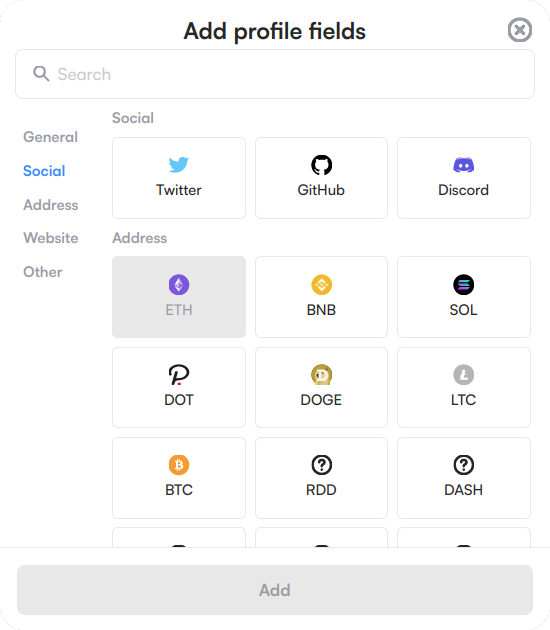 Add profile fields
Search
General
Social
Address
Website
Other
Social
Twitter
GitHub
Discord
Address
ETH
BNB
SOL
DOT
DOGE
LTC
BTC
RDD
DASH
Add